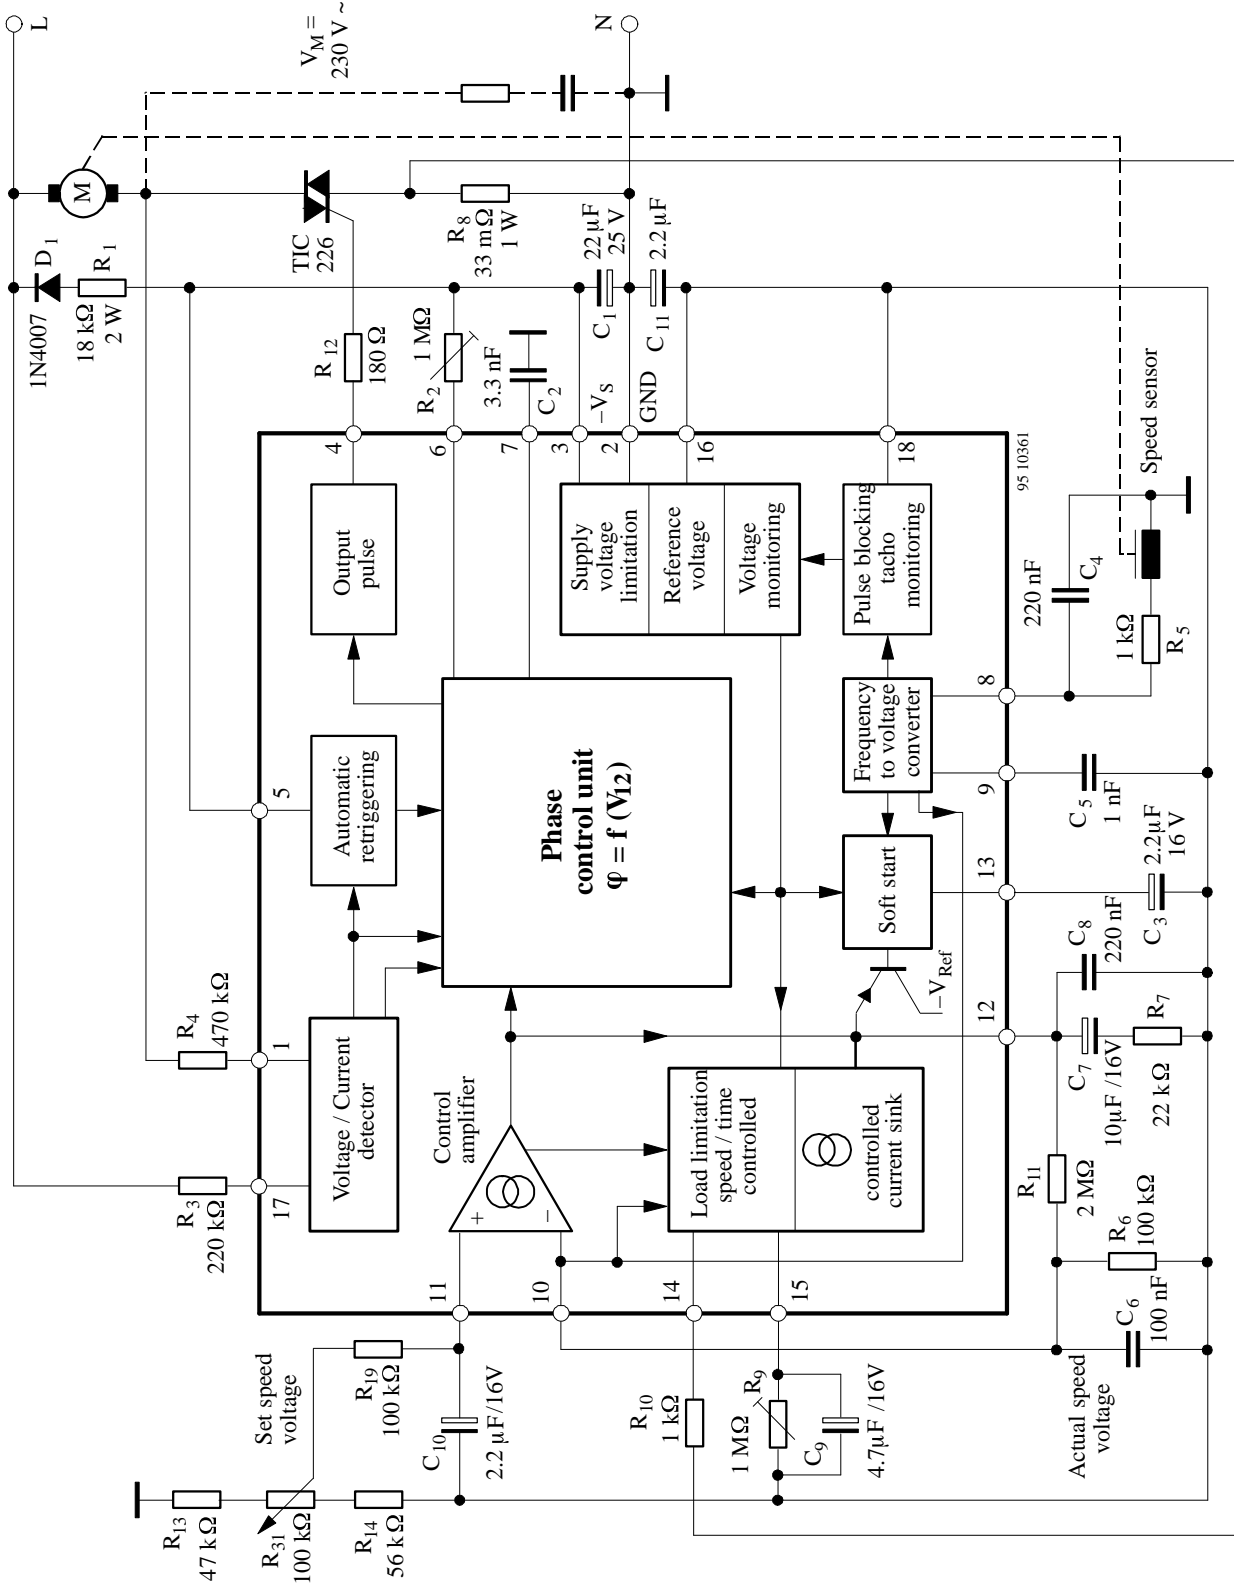 L
N
V_M =
230 V ~
M
D₁
1N4007
R₁
18 kΩ
2 W
TIC
226
R₈
33 mΩ
1 W
22 μF
25 V
C₁
2.2 μF
C₁₁
R₁₂
180 Ω
1 MΩ
R₂
3.3 nF
C₂
–V_S
GND
4
6
7
3
2
16
18
95 10361
Output
pulse
Supply
voltage
limitation
Reference
voltage
Voltage
monitoring
Pulse blocking
tacho
monitoring
Speed sensor
220 nF
C₄
1 kΩ
R₅
5
Automatic
retriggering
Phase
control unit
φ = f (V₁₂)
Frequency
to voltage
converter
8
9
C₅
1 nF
Soft start
13
2.2μF
16 V
C₃
–V_Ref
C₈
220 nF
12
R₄
470 kΩ
1
R₃
220 kΩ
17
Voltage / Current
detector
Control
amplifier
+
–
Load limitation
speed / time
controlled
controlled
current sink
C₇
10μF /16V
R₇
22 kΩ
R₁₁
2 MΩ
R₆
100 kΩ
C₆
100 nF
11
10
14
15
Set speed
voltage
R₁₉
100 kΩ
C₁₀
2.2 μF/16V
R₁₀
1 kΩ
R₉
1 MΩ
C₉
4.7μF /16V
Actual speed
voltage
R₁₃
47 kΩ
R₃₁
100 kΩ
R₁₄
56 kΩ